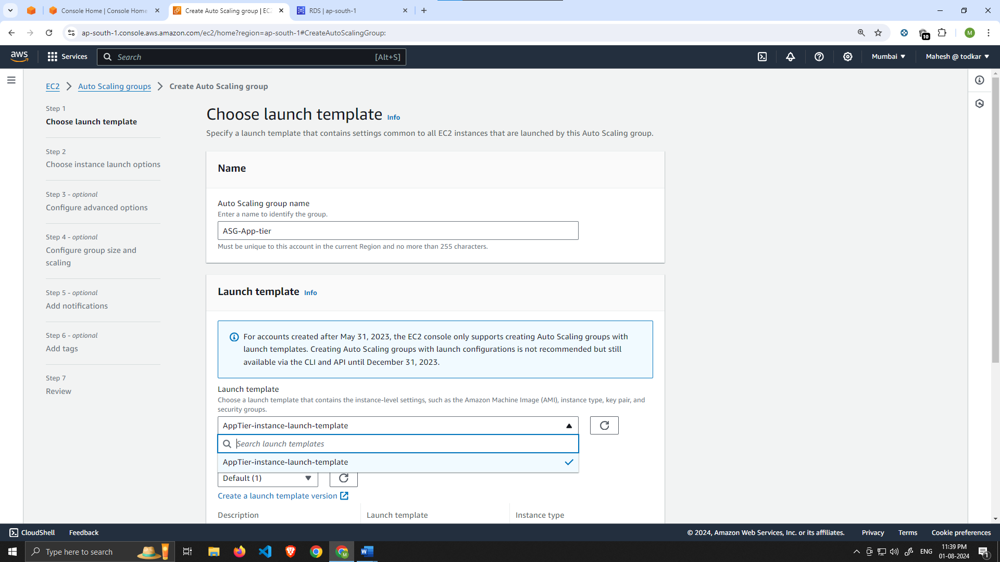 Console Home | Console Home
Create Auto Scaling group | EC2
RDS | ap-south-1
ap-south-1.console.aws.amazon.com/ec2/home?region=ap-south-1#CreateAutoScalingGroup:
10
M
aws
Services
Search
[Alt+S]
Mumbai
Mahesh @ todkar
EC2
Auto Scaling groups
Create Auto Scaling group
Step 1
Choose launch template
Step 2
Choose instance launch options
Step 3 - optional
Configure advanced options
Step 4 - optional
Configure group size and
scaling
Step 5 - optional
Add notifications
Step 6 - optional
Add tags
Step 7
Review
Choose launch template Info
Specify a launch template that contains settings common to all EC2 instances that are launched by this Auto Scaling group.
Name
Auto Scaling group name
Enter a name to identify the group.
ASG-App-tier
Must be unique to this account in the current Region and no more than 255 characters.
Launch template Info
For accounts created after May 31, 2023, the EC2 console only supports creating Auto Scaling groups with
launch templates. Creating Auto Scaling groups with launch configurations is not recommended but still
available via the CLI and API until December 31, 2023.
Launch template
Choose a launch template that contains the instance-level settings, such as the Amazon Machine Image (AMI), instance type, key pair, and
security groups.
AppTier-instance-launch-template
Search launch templates
AppTier-instance-launch-template
Default (1)
Create a launch template version
Description
Launch template
Instance type
CloudShell
Feedback
© 2024, Amazon Web Services, Inc. or its affiliates.
Privacy
Terms
Cookie preferences
Type here to search
M
W
ENG
11:39 PM
01-08-2024
1